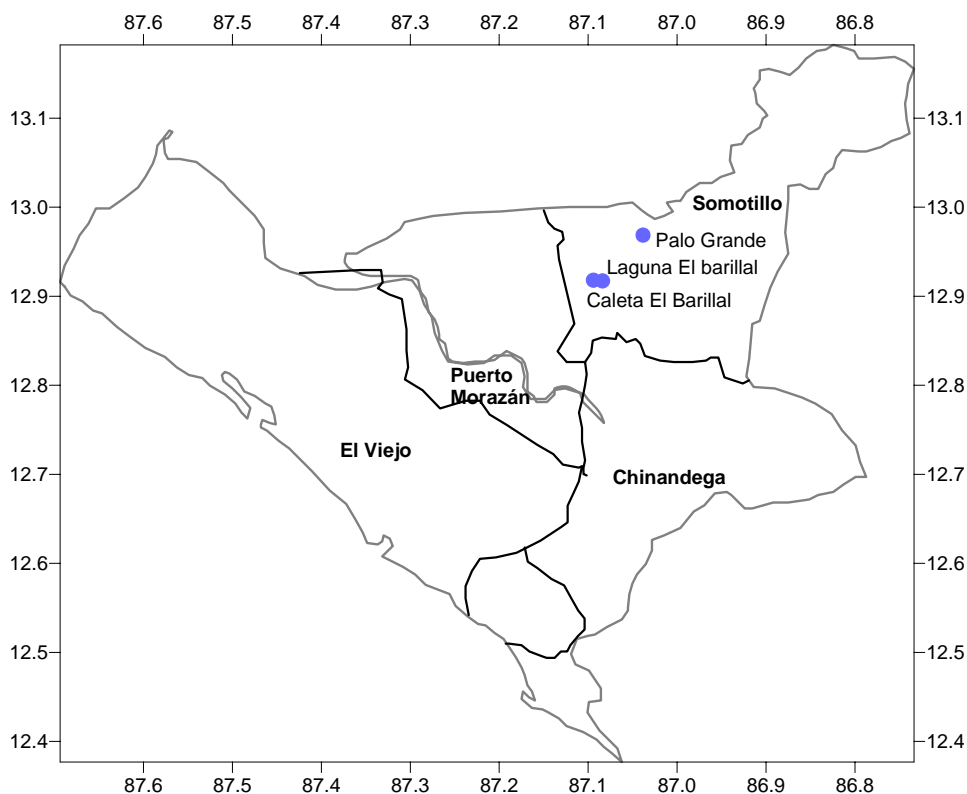 87.6 87.5 87.4 87.3 87.2 87.1 87.0 86.9 86.8
13.1 13.1
13.0 13.0
Somotillo
Palo Grande
Laguna El barillal
12.9 12.9
Caleta El Barillal
12.8 12.8
Puerto
Morazán
El Viejo
12.7 12.7
Chinandega
12.6 12.6
12.5 12.5
12.4 12.4
87.6 87.5 87.4 87.3 87.2 87.1 87.0 86.9 86.8